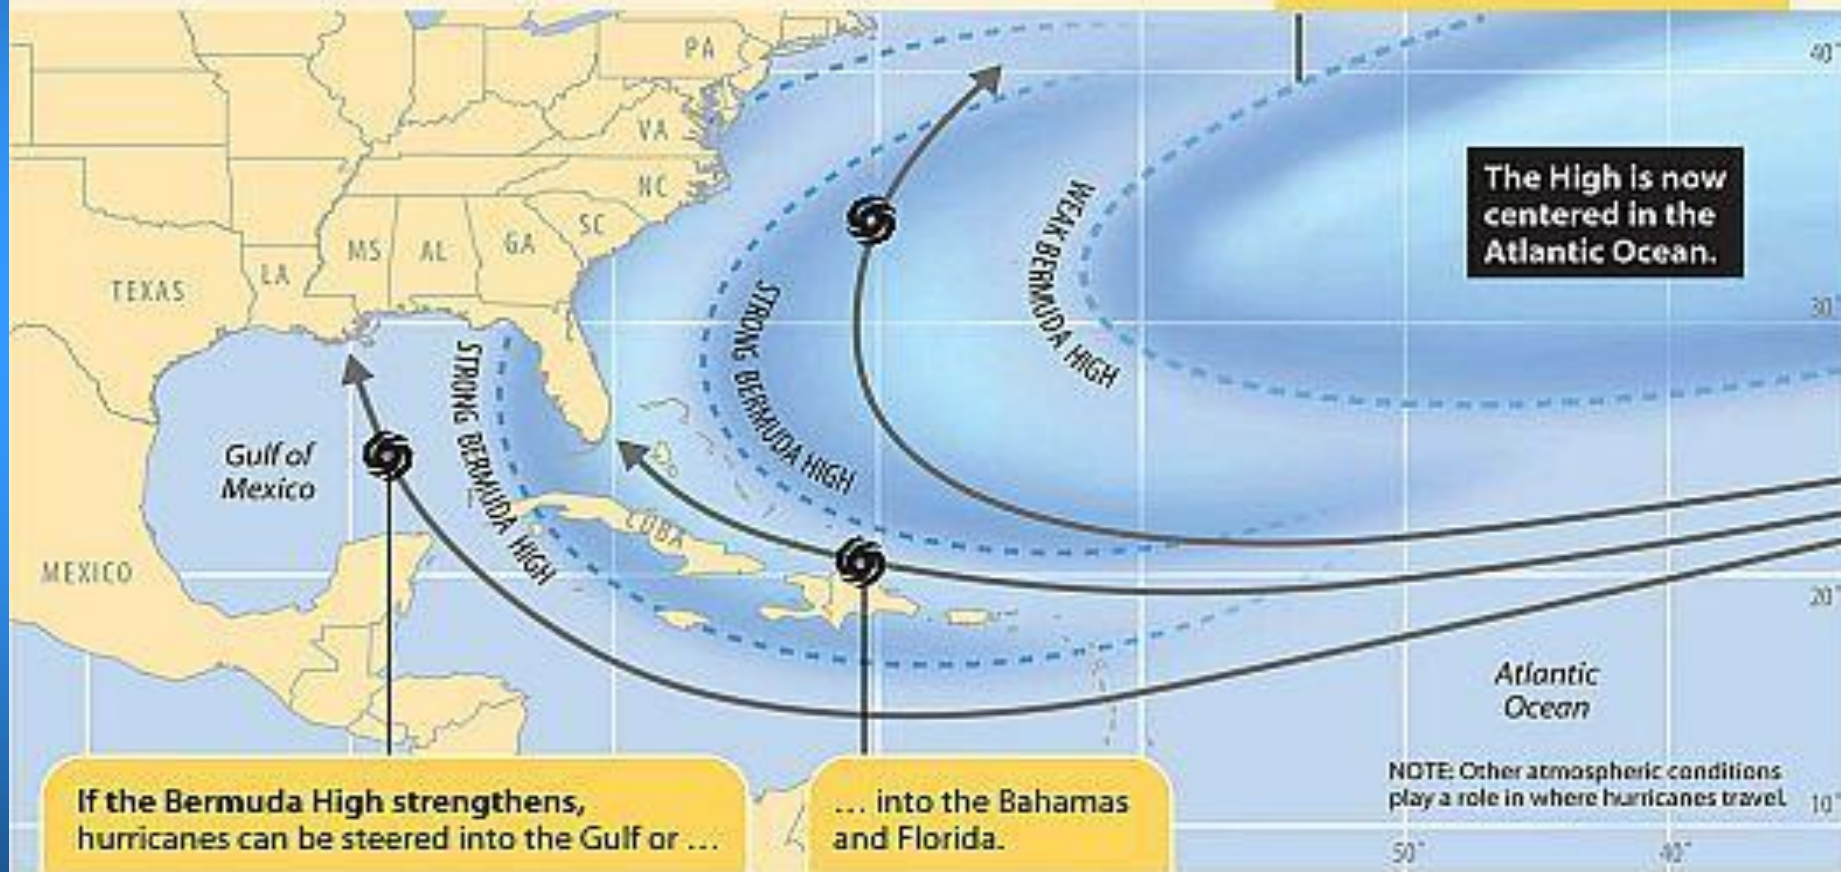 PA
40°
VA
The High is now
centered in the
Atlantic Ocean.
NC
WEAK BERMUDA HIGH
SC
MS
AL
GA
LA
TEXAS
STRONG BERMUDA HIGH
30°
STRONG BERMUDA HIGH
Gulf of
Mexico
CUBA
MEXICO
20°
Atlantic
Ocean
NOTE: Other atmospheric conditions
play a role in where hurricanes travel.
If the Bermuda High strengthens,
hurricanes can be steered into the Gulf or ...
... into the Bahamas
and Florida.
10°
50°
40°